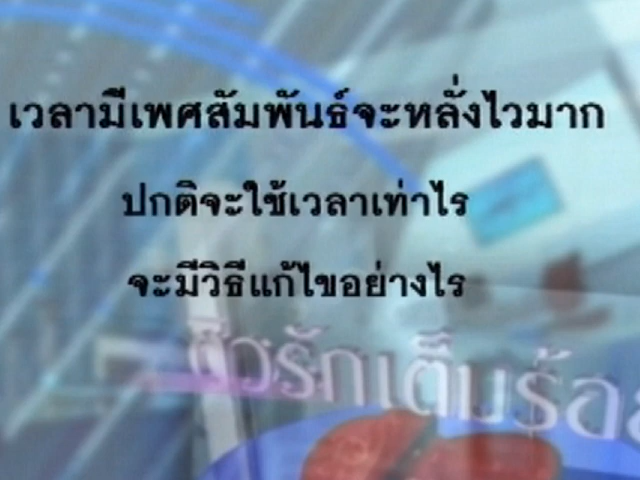 เวลามีเพศสัมพันธ์จะหลั่งไวมาก
ปกติจะใช้เวลาเท่าไร
จะมีวิธีแก้ไขอย่างไร